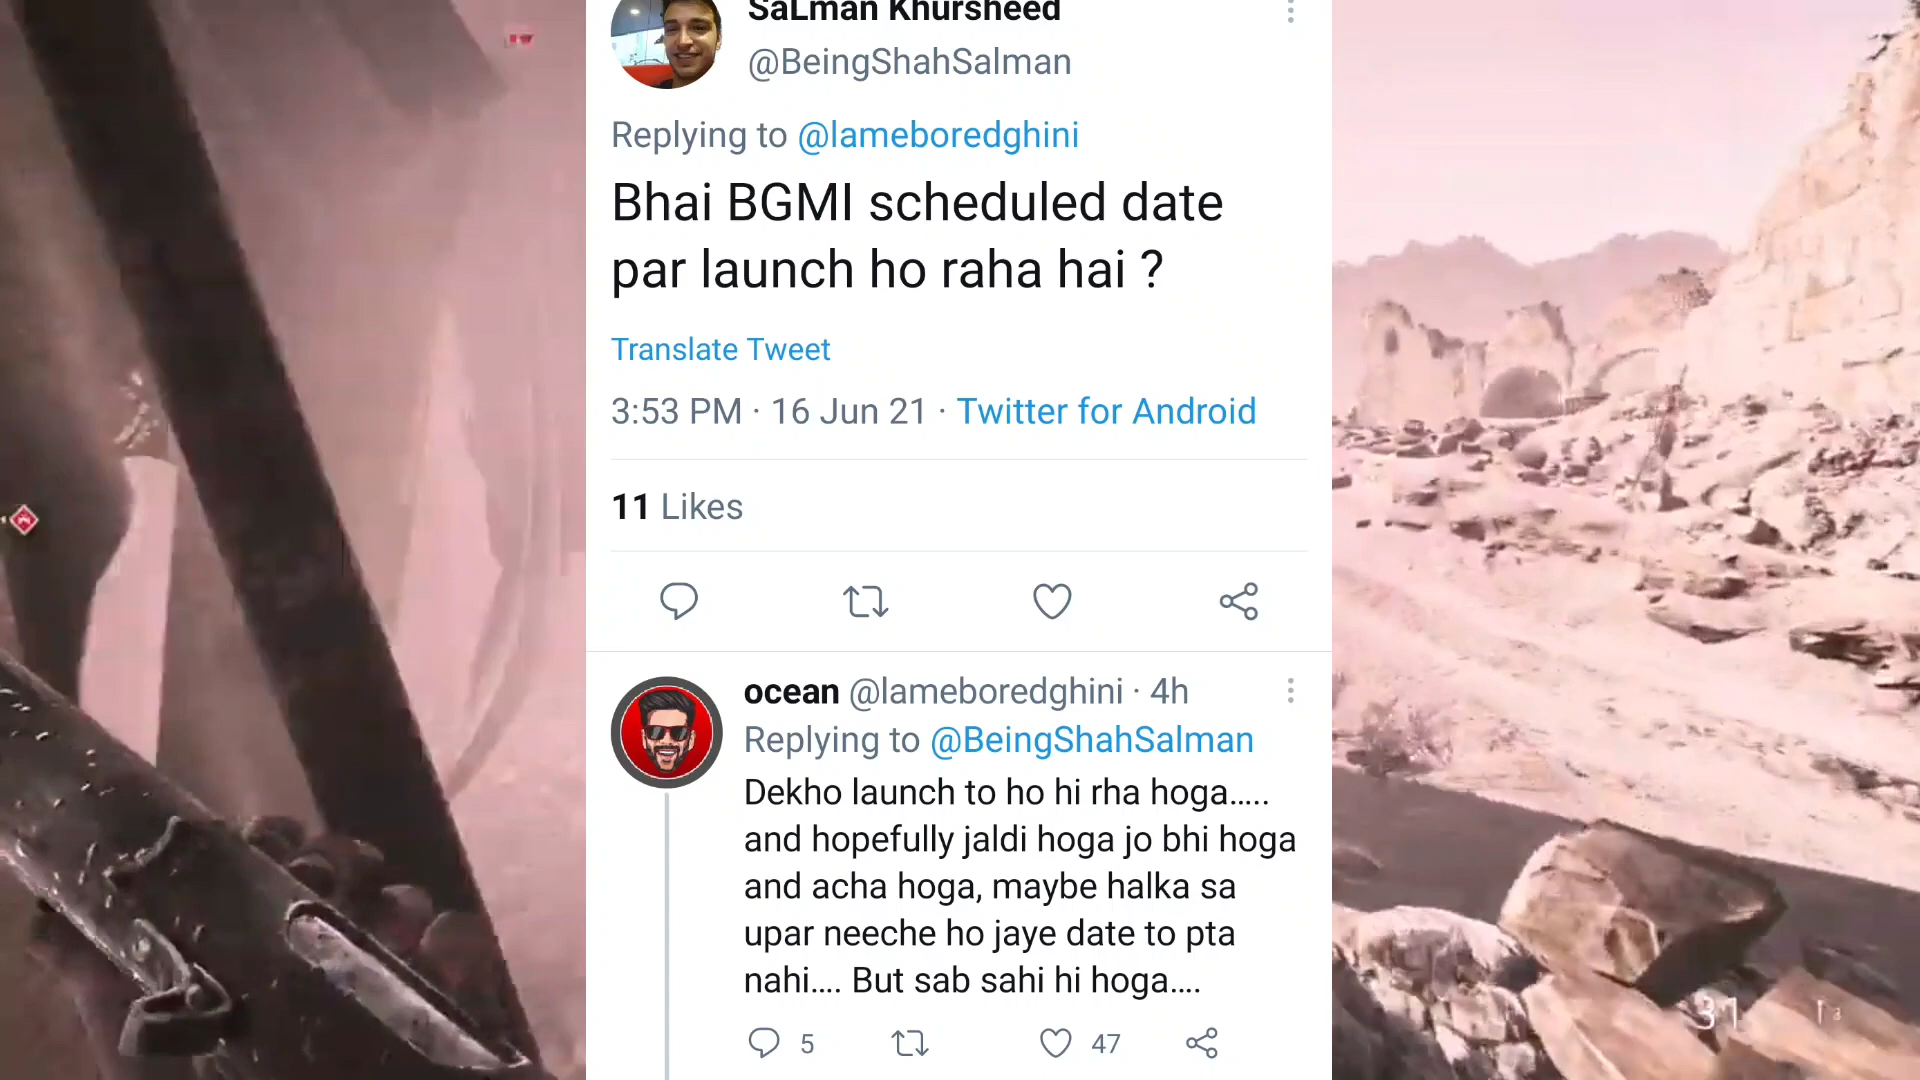 SaLman Khursheed
@BeingShahSalman
Replying to @lameboredghini
Bhai BGMI scheduled date
par launch ho raha hai ?
Translate Tweet
3:53 PM · 16 Jun 21 · Twitter for Android
11 Likes
ocean @lameboredghini · 4h
Replying to @BeingShahSalman
Dekho launch to ho hi rha hoga.....
and hopefully jaldi hoga jo bhi hoga
and acha hoga, maybe halka sa
upar neeche ho jaye date to pta
nahi.... But sab sahi hi hoga....
5 47
31